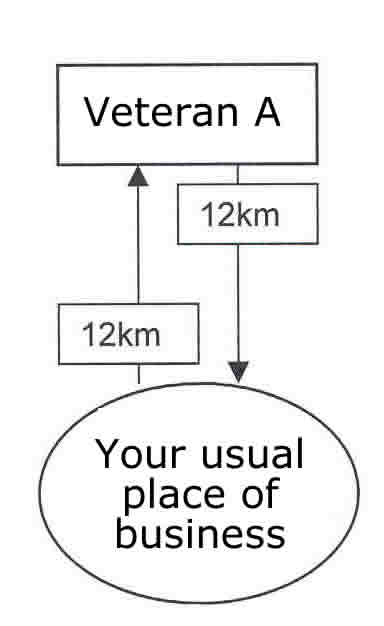 Veteran A
12km
12km
Your usual
place of
business